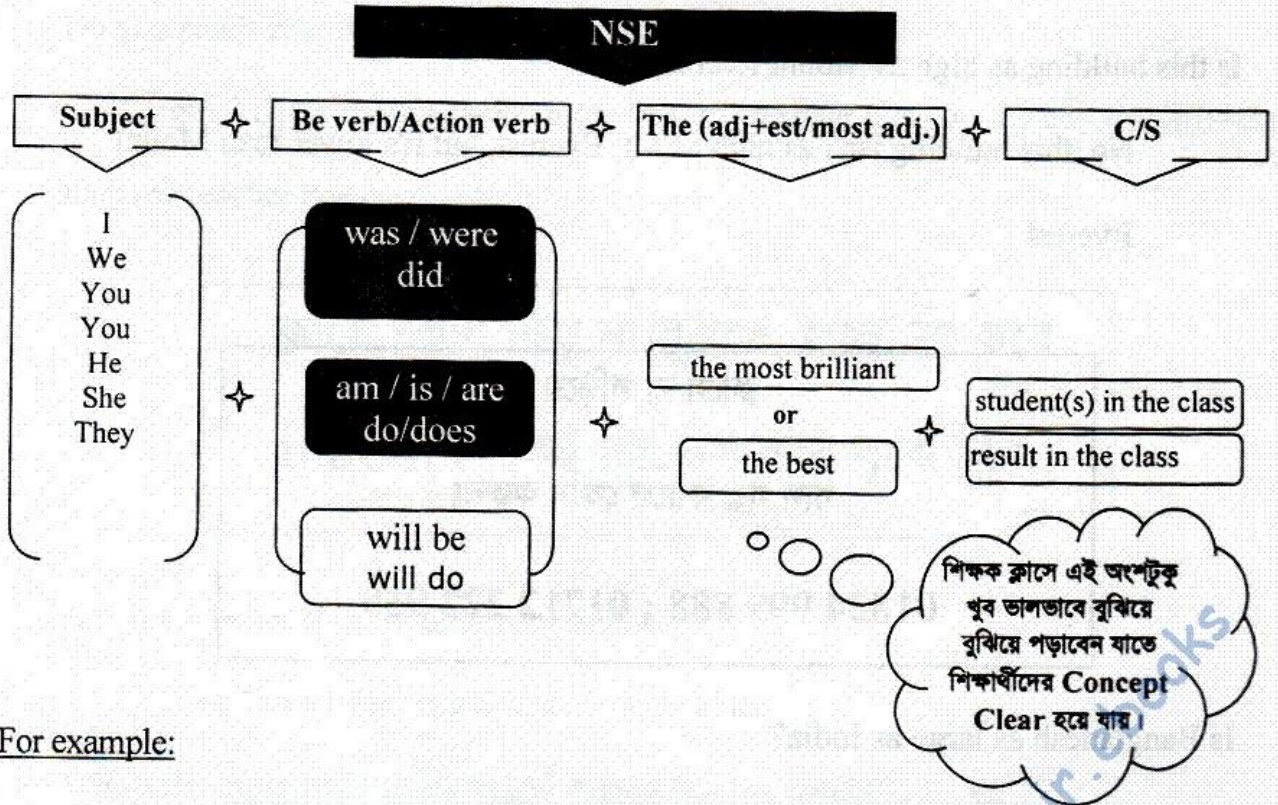 NSE
Subject
Be verb/Action verb
The (adj+est/most adj.)
C/S
I
We
You
You
He
She
They
was / were
did
am / is / are
do/does
will be
will do
the most brilliant
or
the best
student(s) in the class
result in the class
শিক্ষক ক্লাসে এই অংশটুকু
খুব ভালভাবে বুঝিয়ে
বুঝিয়ে পড়াবেন যাতে
শিক্ষার্থীদের Concept
Clear হয়ে যায়।
For example:
r.ebooks